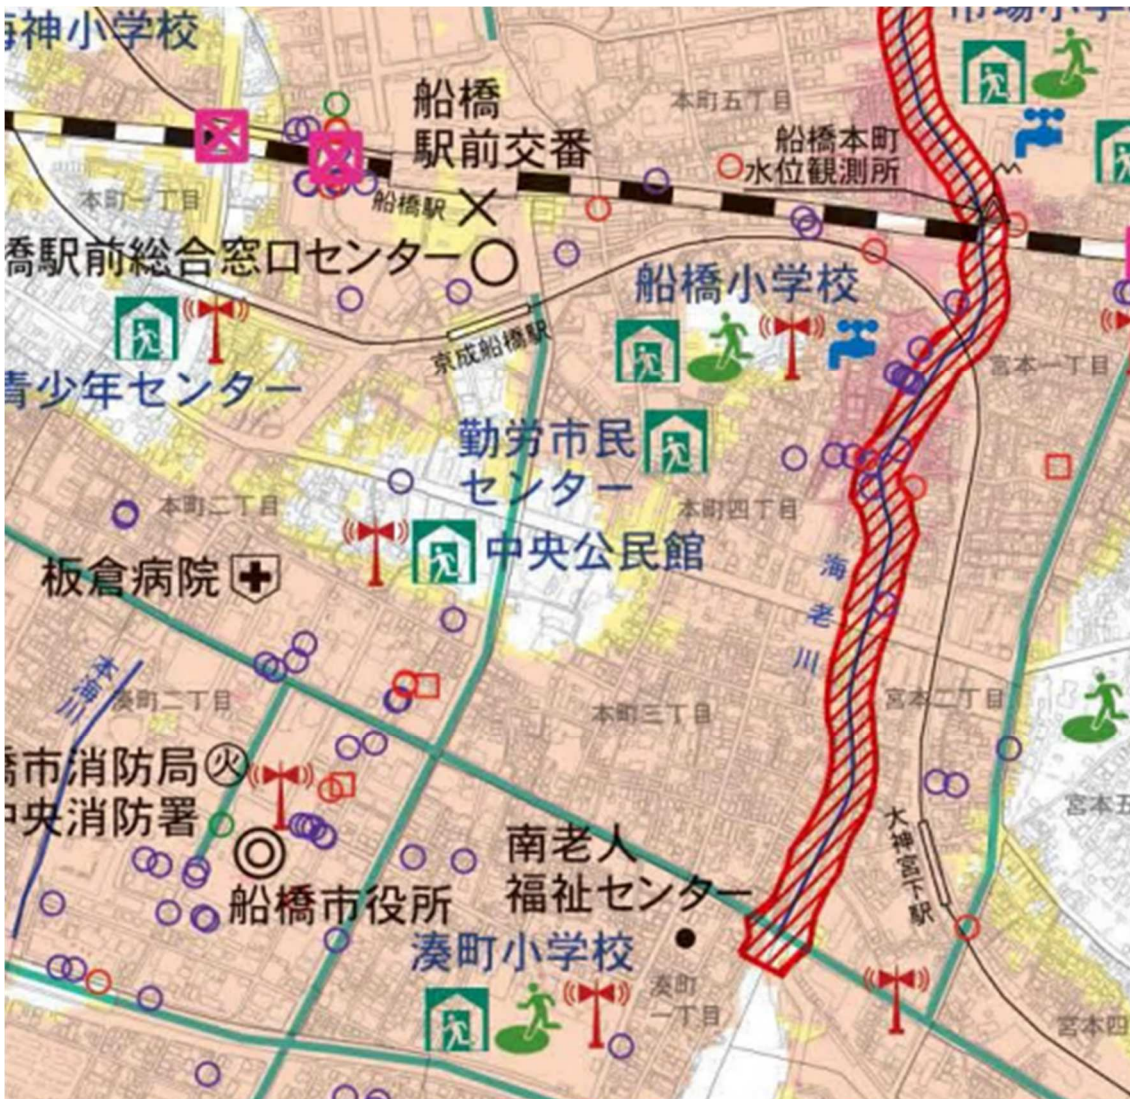 海神小学校
市場小学
船橋
駅前交番
本町五丁目
船橋本町
水位観測所
本町一丁目
船橋駅
橋駅前総合窓口センター
船橋小学校
京成船橋駅
宮本一丁目
青少年センター
勤労市民
センター
本町二丁目
本町四丁目
中央公民館
板倉病院
海老川
本海川
湊町二丁目
本町三丁目
宮本二丁目
橋市消防局
火
中央消防署
宮本五
大神宮下駅
南老人
福祉センター
船橋市役所
湊町小学校
湊町
一丁目
宮本四